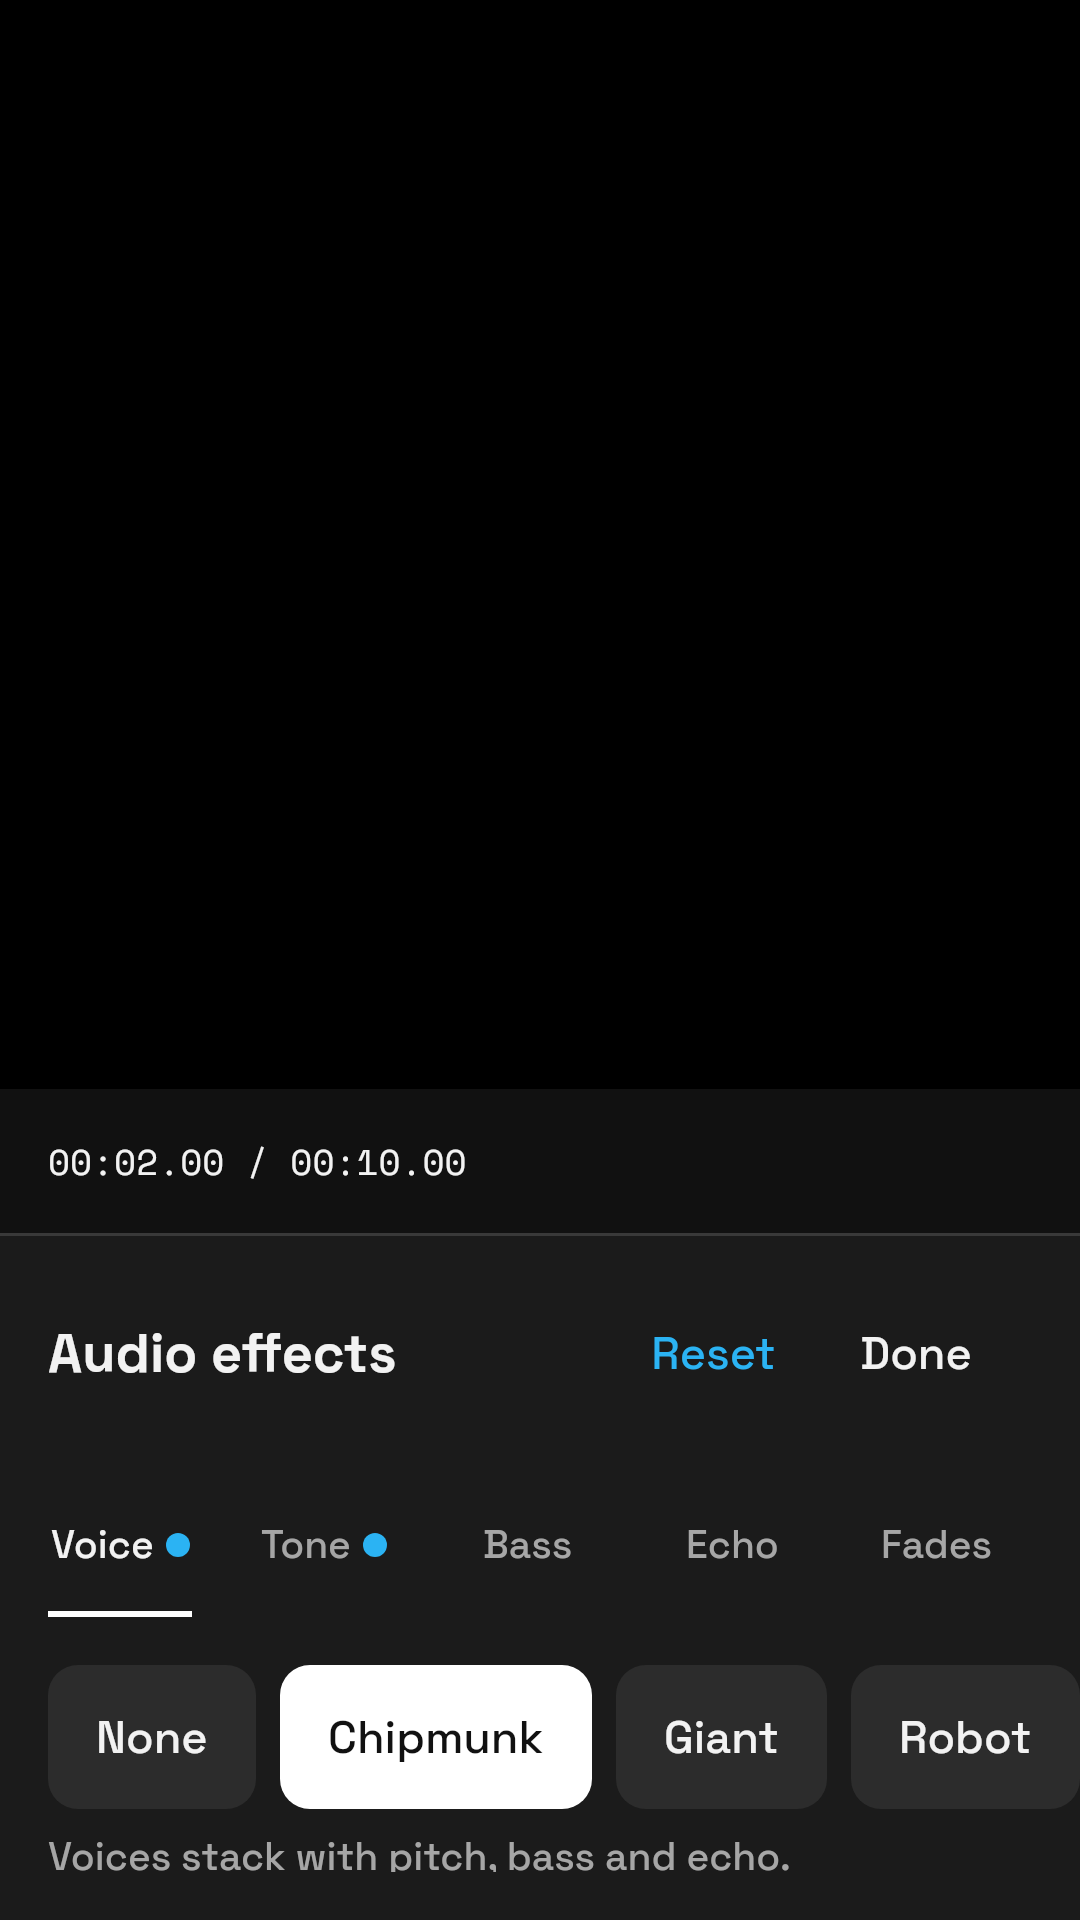 00:02.00 / 00:10.00
Audio effects Reset Done
Voice Tone Bass Echo Fades
None Chipmunk Giant Robot
Voices stack with pitch, bass and echo.